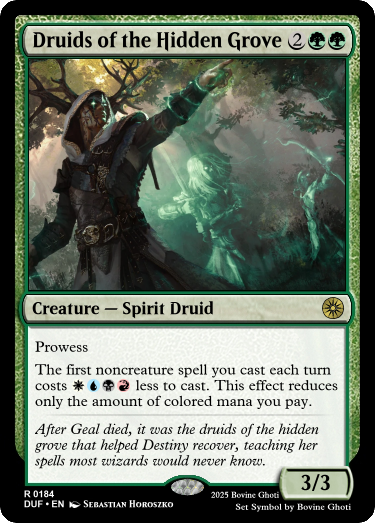 Druids of the Hidden Grove 2
Creature — Spirit Druid
Prowess
The first noncreature spell you cast each turn
costs less to cast. This effect reduces
only the amount of colored mana you pay.
After Geal died, it was the druids of the hidden
grove that helped Destiny recover, teaching her
spells most wizards would never know.
3/3
R 0184
DUF • EN Sebastian Horoszko
2025 Bovine Ghoti
Set Symbol by Bovine Ghoti